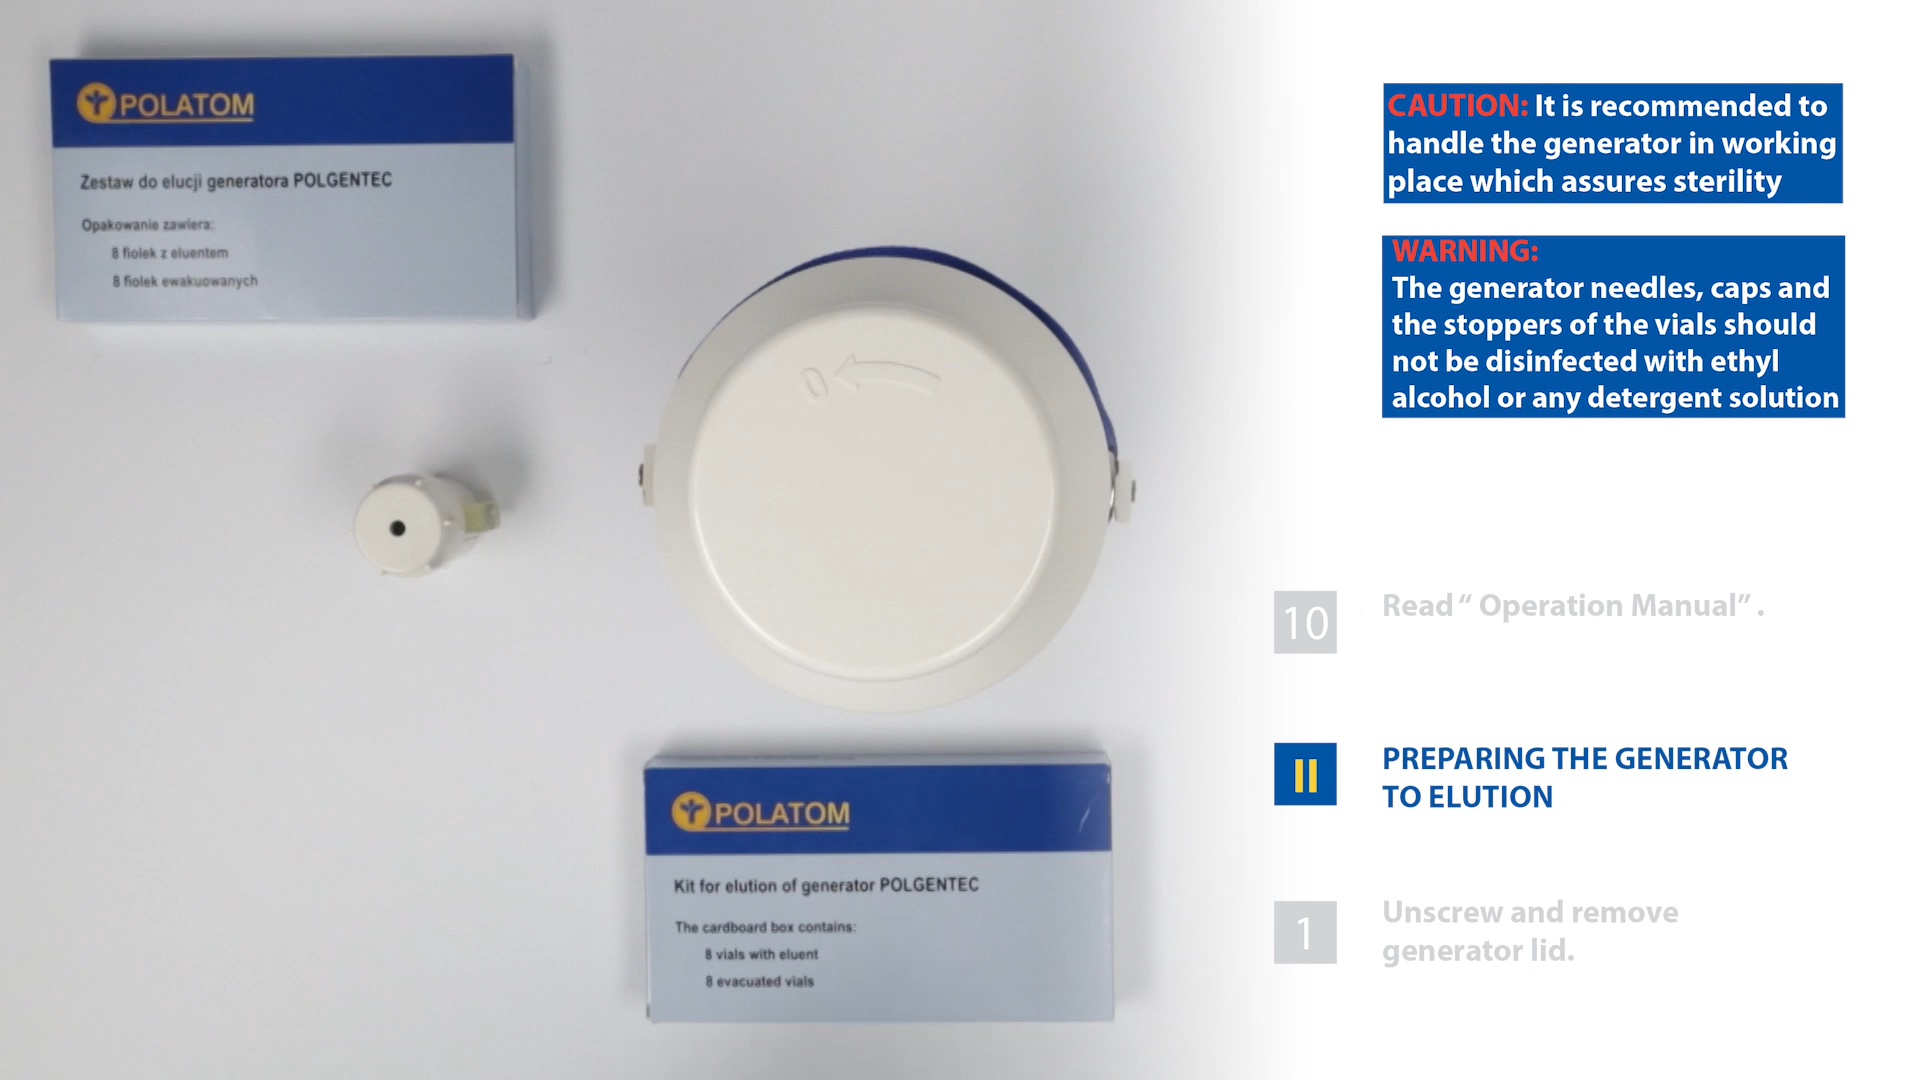 POLATOM
Zestaw do elucji generatora POLGENTEC
Opakowanie zawiera:
8 fiolek z eluentem
8 fiolek ewakuowanych
0
POLATOM
Kit for elution of generator POLGENTEC
The cardboard box contains:
8 vials with eluent
8 evacuated vials
CAUTION: It is recommended to
handle the generator in working
place which assures sterility
WARNING:
The generator needles, caps and
the stoppers of the vials should
not be disinfected with ethyl
alcohol or any detergent solution
10 Read “ Operation Manual” .
II PREPARING THE GENERATOR
TO ELUTION
1 Unscrew and remove
generator lid.